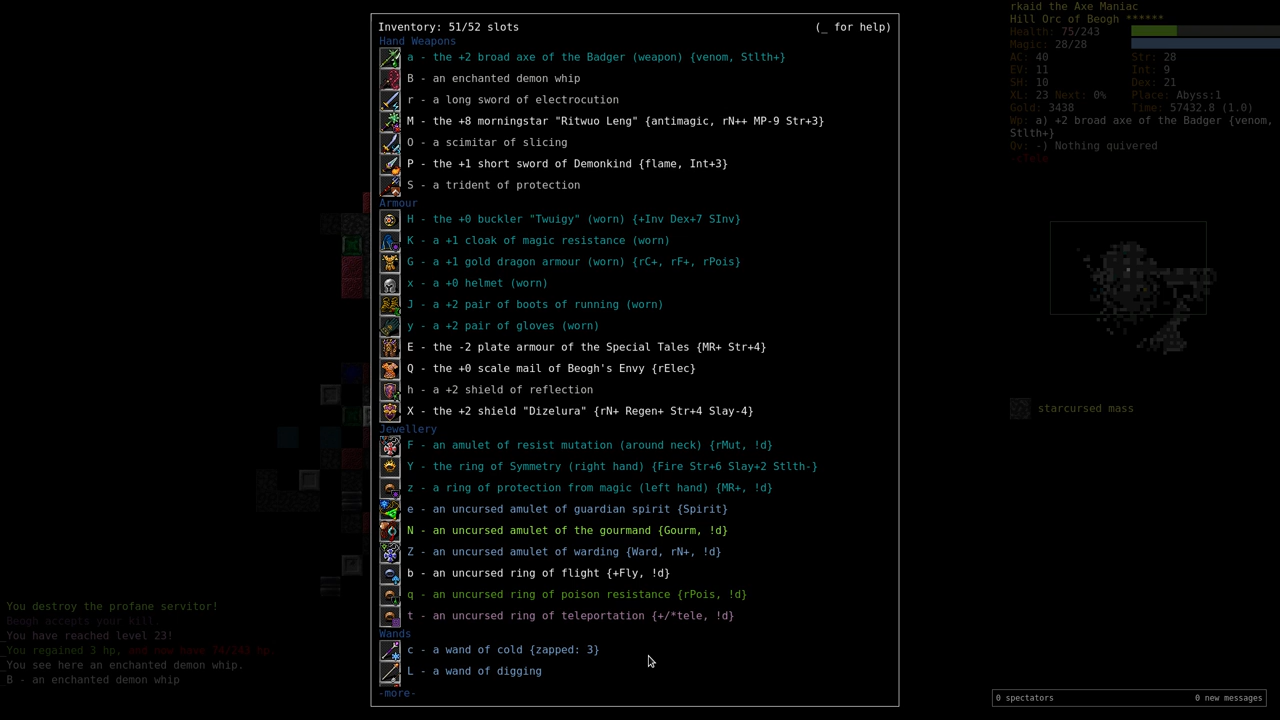 Inventory: 51/52 slots (_ for help)
Hand Weapons
a - the +2 broad axe of the Badger (weapon) {venom, Stlth+}
B - an enchanted demon whip
r - a long sword of electrocution
M - the +8 morningstar "Ritwuo Leng" {antimagic, rN++ MP-9 Str+3}
O - a scimitar of slicing
P - the +1 short sword of Demonkind {flame, Int+3}
S - a trident of protection
Armour
H - the +0 buckler "Twuigy" (worn) {+Inv Dex+7 SInv}
K - a +1 cloak of magic resistance (worn)
G - a +1 gold dragon armour (worn) {rC+, rF+, rPois}
x - a +0 helmet (worn)
J - a +2 pair of boots of running (worn)
y - a +2 pair of gloves (worn)
E - the -2 plate armour of the Special Tales {MR+ Str+4}
Q - the +0 scale mail of Beogh's Envy {rElec}
h - a +2 shield of reflection
X - the +2 shield "Dizelura" {rN+ Regen+ Str+4 Slay-4}
Jewellery
F - an amulet of resist mutation (around neck) {rMut, !d}
Y - the ring of Symmetry (right hand) {Fire Str+6 Slay+2 Stlth-}
z - a ring of protection from magic (left hand) {MR+, !d}
e - an uncursed amulet of guardian spirit {Spirit}
N - an uncursed amulet of the gourmand {Gourm, !d}
Z - an uncursed amulet of warding {Ward, rN+, !d}
b - an uncursed ring of flight {+Fly, !d}
q - an uncursed ring of poison resistance {rPois, !d}
t - an uncursed ring of teleportation {+/*tele, !d}
Wands
c - a wand of cold {zapped: 3}
L - a wand of digging
-more-
rkaid the Axe Maniac
Hill Orc of Beogh ******
Health: 75/243
Magic: 28/28
AC: 40 Str: 28
EV: 11 Int: 9
SH: 10 Dex: 21
XL: 23 Next: 0% Place: Abyss:1
Gold: 3438 Time: 57432.8 (1.0)
Wp: a) +2 broad axe of the Badger {venom,
Stlth+}
Qv: -) Nothing quivered
-cTele
starcursed mass
You destroy the profane servitor!
Beogh accepts your kill.
_You have reached level 23!
_You regained 3 hp, and now have 74/243 hp.
_You see here an enchanted demon whip.
B - an enchanted demon whip
0 spectators 0 new messages